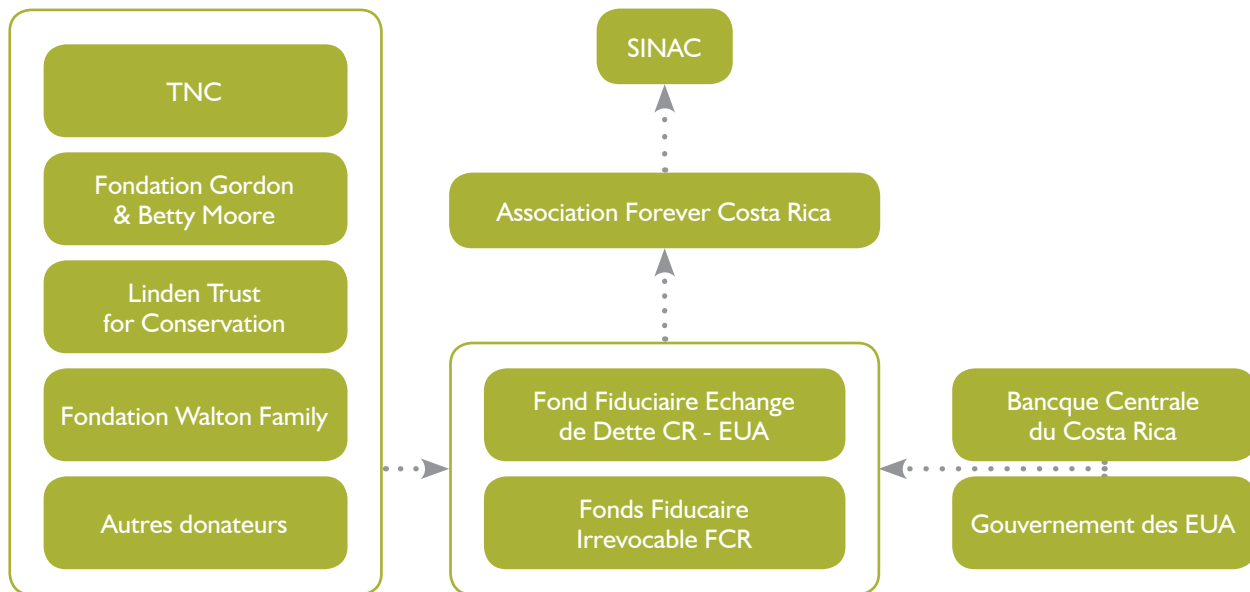 TNC
Fondation Gordon
& Betty Moore
Linden Trust
for Conservation
Fondation Walton Family
Autres donateurs
SINAC
Association Forever Costa Rica
Fond Fiduciaire Echange
de Dette CR - EUA
Fonds Fiducaire
Irrevocable FCR
Bancque Centrale
du Costa Rica
Gouvernement des EUA